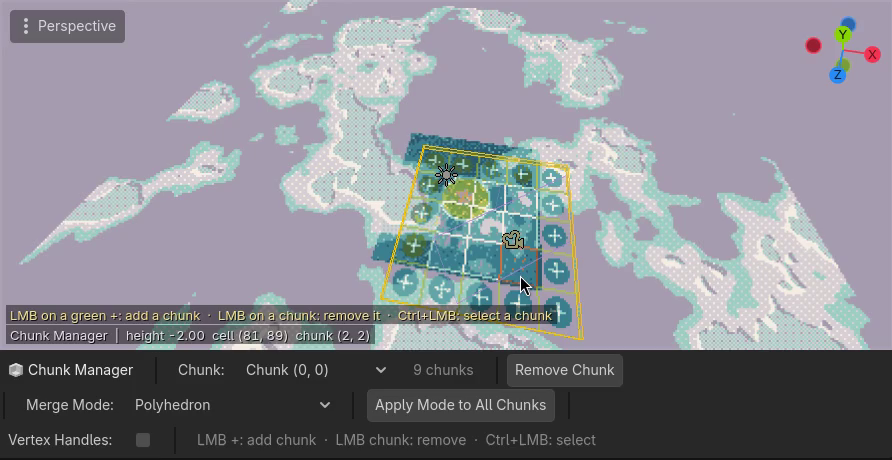 Perspective
Y
X
Z
LMB on a green +: add a chunk · LMB on a chunk: remove it · Ctrl+LMB: select a chunk
Chunk Manager | height -2.00 cell (81, 89) chunk (2, 2)
Chunk Manager Chunk: Chunk (0, 0) 9 chunks Remove Chunk
Merge Mode: Polyhedron Apply Mode to All Chunks
Vertex Handles: LMB +: add chunk · LMB chunk: remove · Ctrl+LMB: select